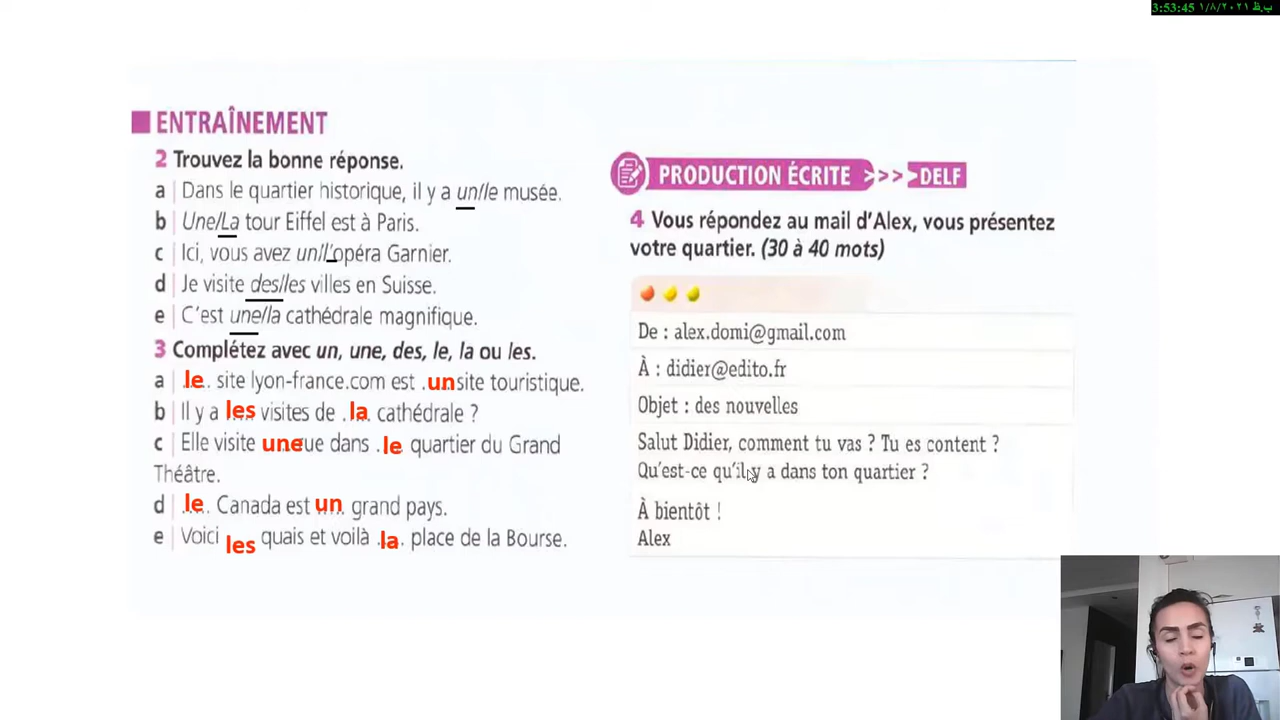 3:53:45 ۱/۸/۲۰۲۱ ب.ظ
ENTRAÎNEMENT
2 Trouvez la bonne réponse.
a | Dans le quartier historique, il y a un/le musée.
b | Une/La tour Eiffel est à Paris.
c | Ici, vous avez un/l'opéra Garnier.
d | Je visite des/les villes en Suisse.
e | C'est une/la cathédrale magnifique.
3 Complétez avec un, une, des, le, la ou les.
a | le site lyon-france.com est un site touristique.
b | Il y a les visites de la cathédrale ?
c | Elle visite une rue dans le quartier du Grand
Théâtre.
d | le Canada est un grand pays.
e | Voici les quais et voilà la place de la Bourse.
PRODUCTION ÉCRITE >>> DELF
4 Vous répondez au mail d'Alex, vous présentez
votre quartier. (30 à 40 mots)
De : alex.domi@gmail.com
À : didier@edito.fr
Objet : des nouvelles
Salut Didier, comment tu vas ? Tu es content ?
Qu'est-ce qu'il y a dans ton quartier ?
À bientôt !
Alex